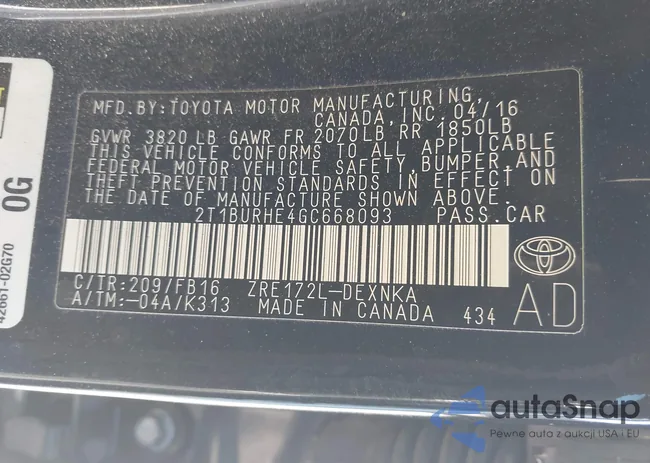 MFD. BY: TOYOTA MOTOR MANUFACTURING,
CANADA, INC. 04/16
GVWR 3820 LB GAWR FR 2070LB RR 1850LB
THIS VEHICLE CONFORMS TO ALL APPLICABLE
FEDERAL MOTOR VEHICLE SAFETY, BUMPER, AND
THEFT PREVENTION STANDARDS IN EFFECT ON
THE DATE OF MANUFACTURE SHOWN ABOVE.
2T1BURHE4GC668093 PASS. CAR
C/TR: 209/FB16 ZRE172L-DEXNKA
A/TM: -04A/K313 MADE IN CANADA 434
AD
0G
42661-02G70
autaSnap
Pewne auta z aukcji USA i EU